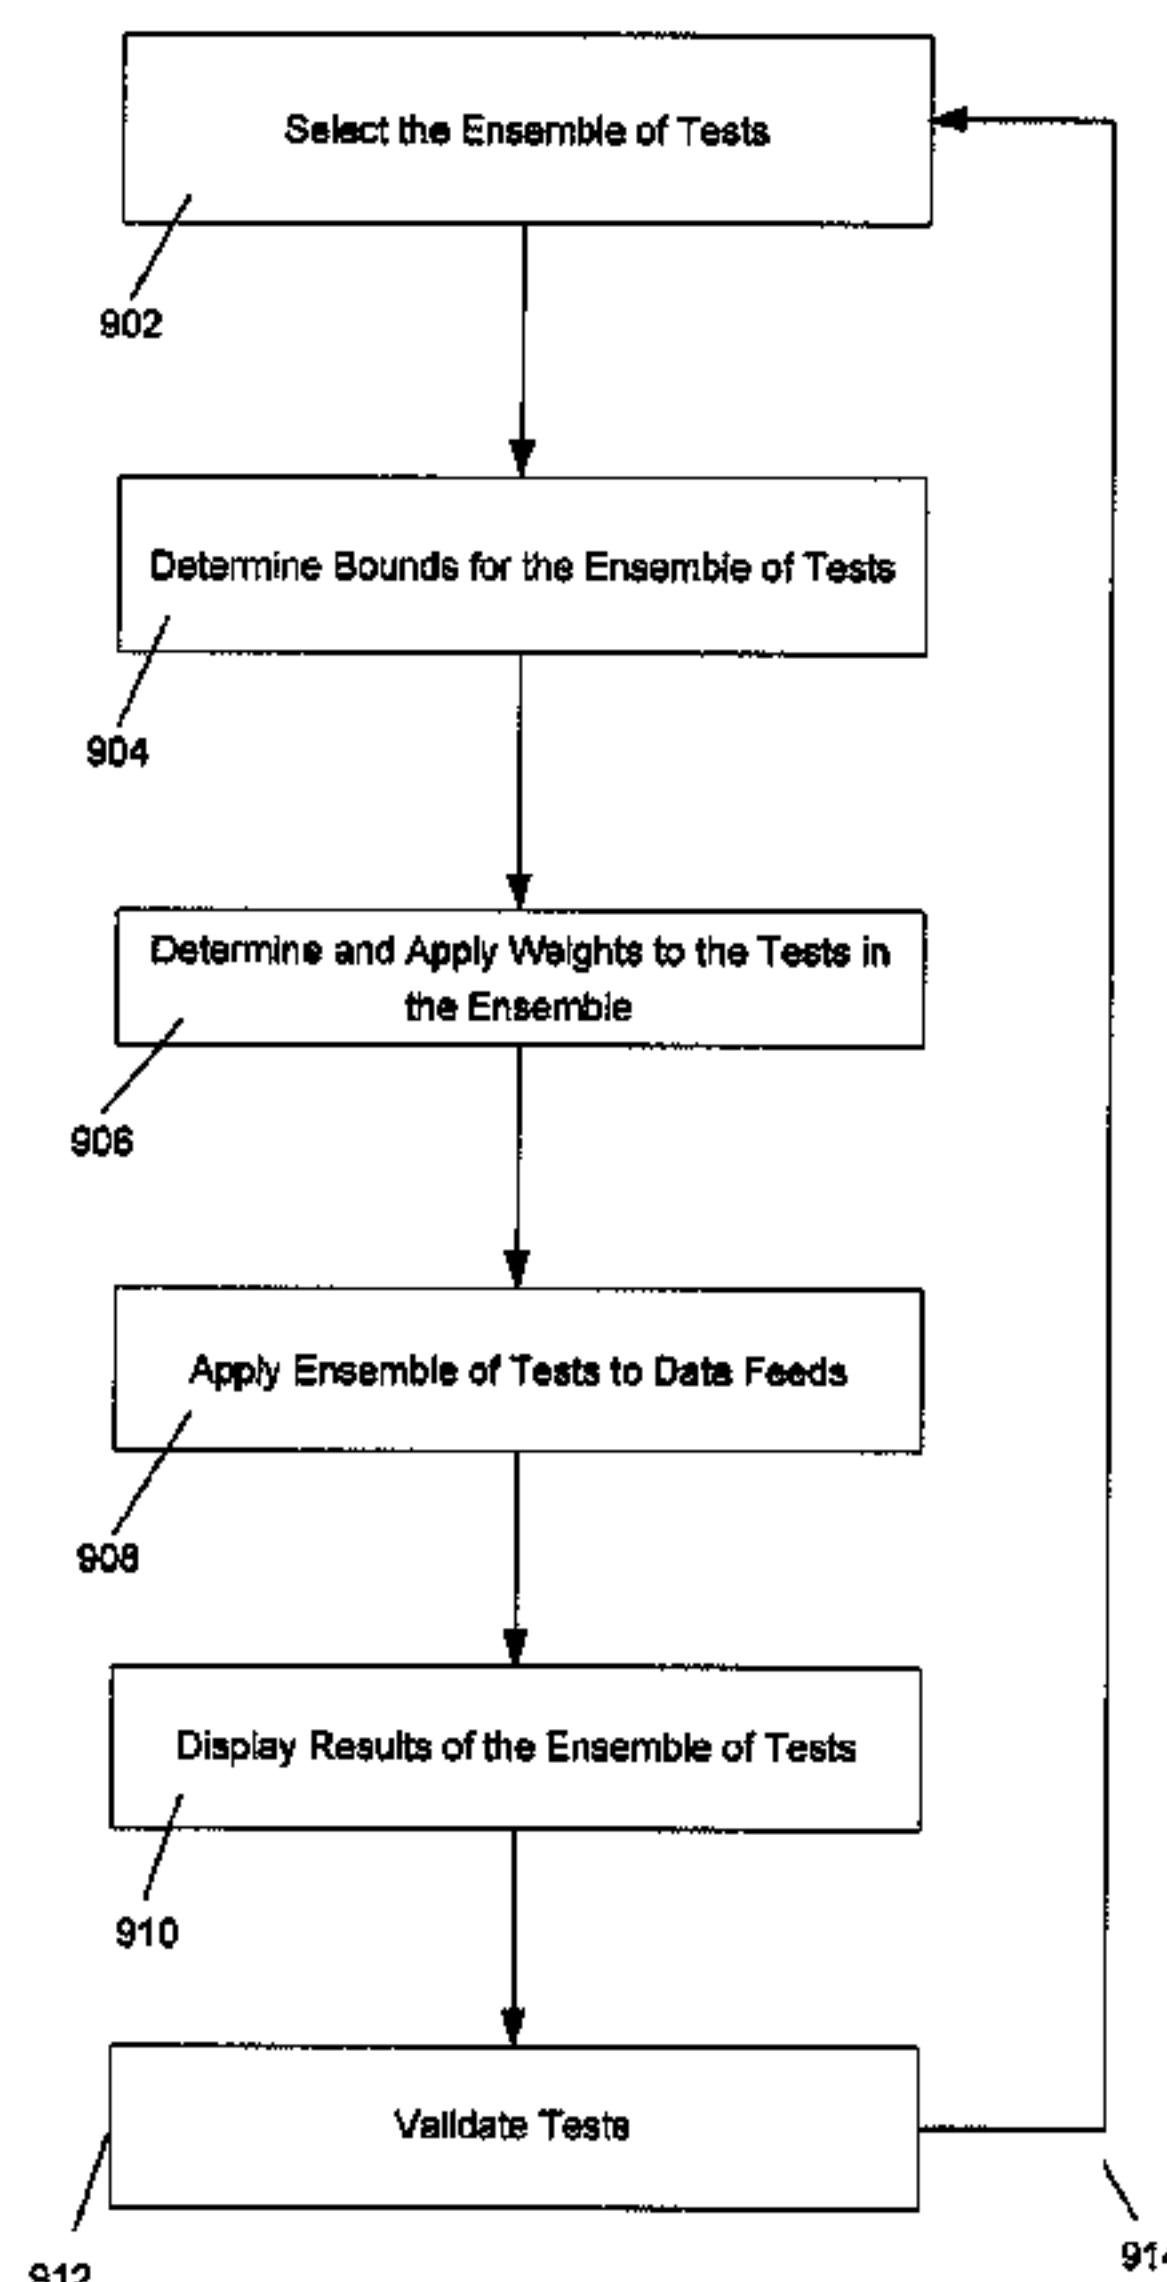 Select the Ensemble of Tests
902
Determine Bounds for the Ensemble of Tests
904
Determine and Apply Weights to the Tests in
the Ensemble
906
Apply Ensemble of Tests to Data Feeds
908
Display Results of the Ensemble of Tests
910
Validate Tests
912
914